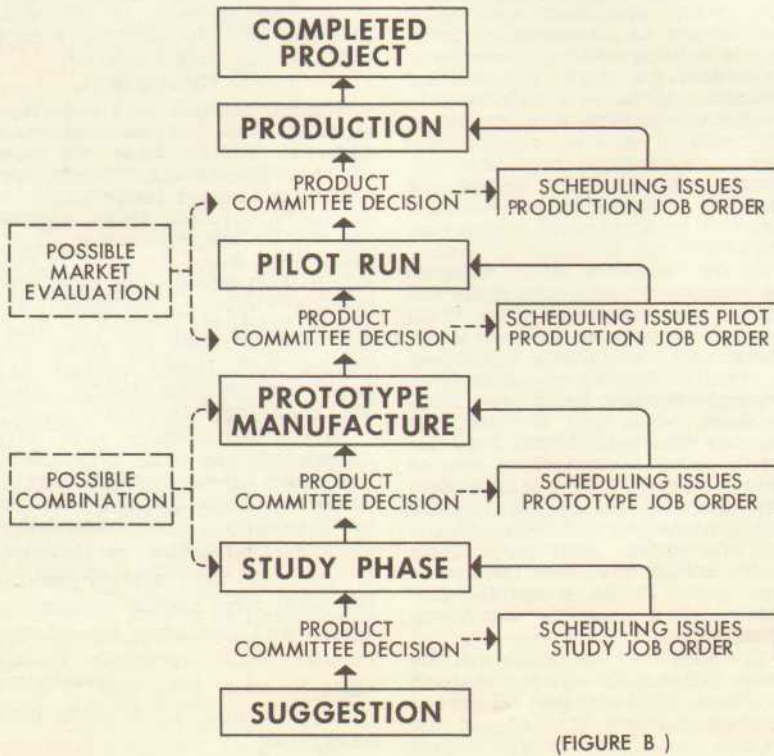 COMPLETED
PROJECT
PRODUCTION
PRODUCT
COMMITTEE DECISION
SCHEDULING ISSUES
PRODUCTION JOB ORDER
POSSIBLE
MARKET
EVALUATION
PILOT RUN
PRODUCT
COMMITTEE DECISION
SCHEDULING ISSUES PILOT
PRODUCTION JOB ORDER
PROTOTYPE
MANUFACTURE
POSSIBLE
COMBINATION
PRODUCT
COMMITTEE DECISION
SCHEDULING ISSUES
PROTOTYPE JOB ORDER
STUDY PHASE
PRODUCT
COMMITTEE DECISION
SCHEDULING ISSUES
STUDY JOB ORDER
SUGGESTION
(FIGURE B )